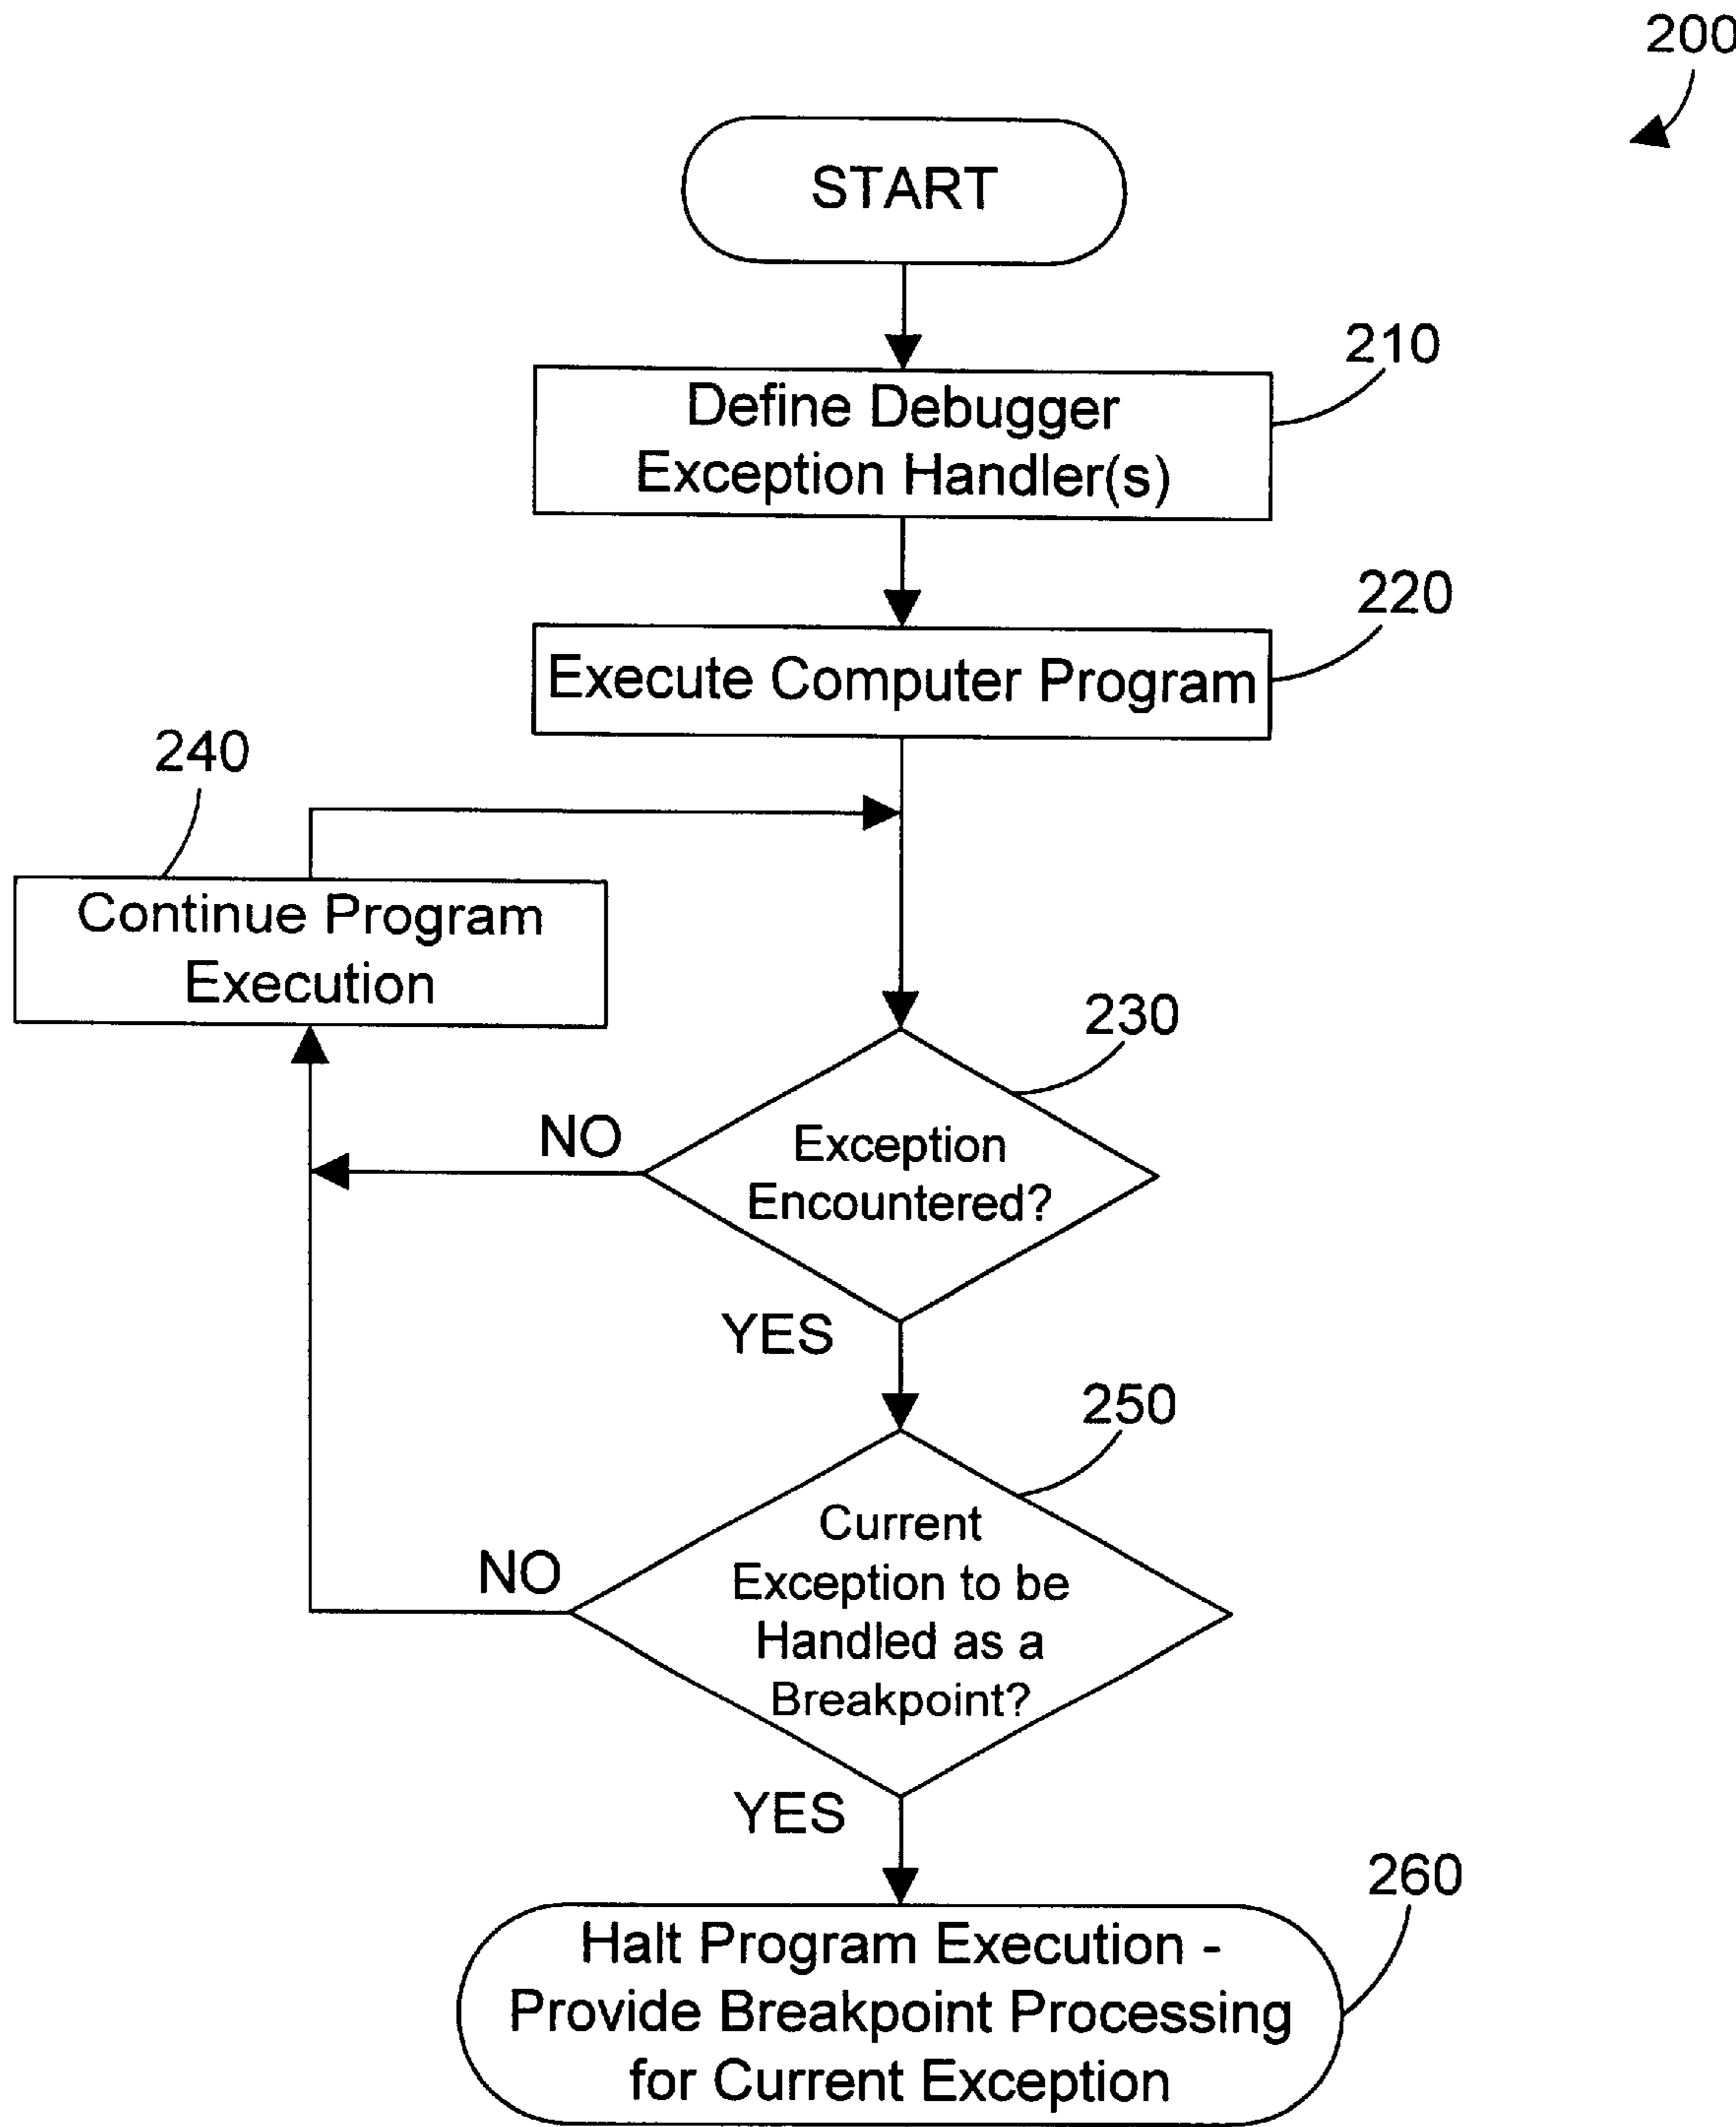 200
START
210
Define Debugger
Exception Handler(s)
220
Execute Computer Program
240
Continue Program
Execution
230
NO
Exception
Encountered?
YES
250
NO
Current
Exception to be
Handled as a
Breakpoint?
YES
260
Halt Program Execution -
Provide Breakpoint Processing
for Current Exception